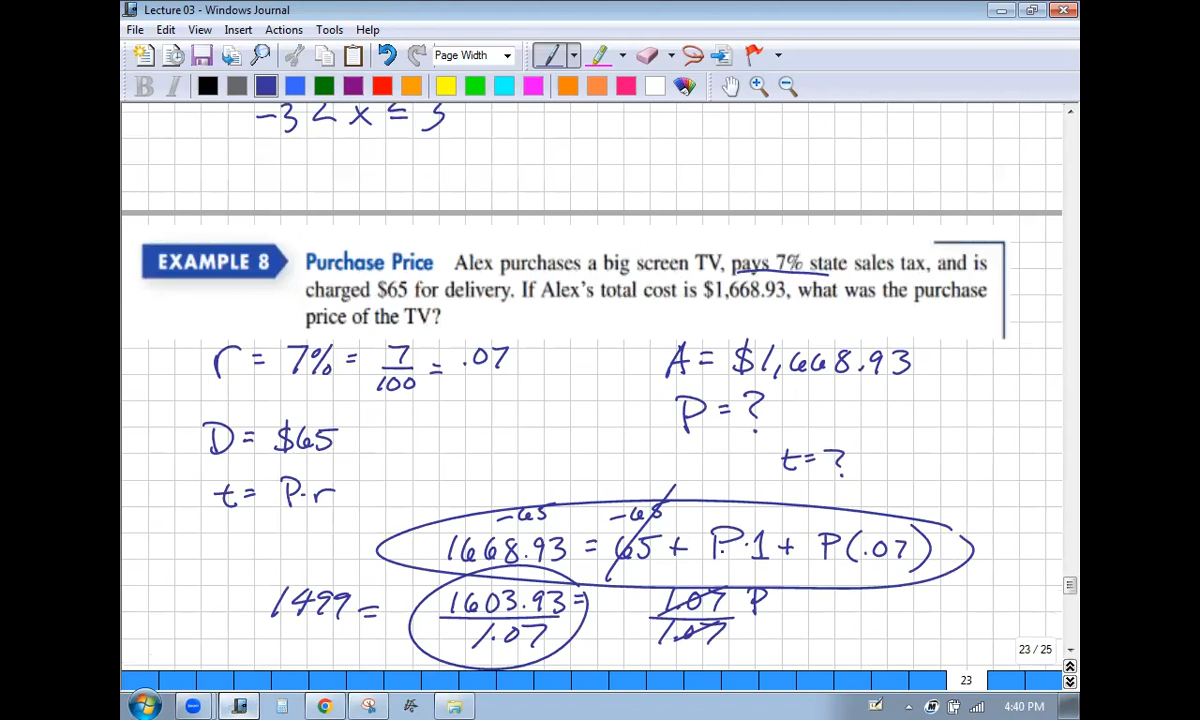 Lecture 03 - Windows Journal
File Edit View Insert Actions Tools Help
Page Width
B I
-3 < x ≤ 5
EXAMPLE 8 Purchase Price Alex purchases a big screen TV, pays 7% state sales tax, and is
charged $65 for delivery. If Alex's total cost is $1,668.93, what was the purchase
price of the TV?
r = 7% = 7/100 = .07
A = $1,668.93
P = ?
D = $65
t = ?
t = P·r
-65 -65
1668.93 = 65 + P·1 + P(.07)
1499 = 1603.93/1.07 = 1.07/1.07 P
23 / 25
23
4:40 PM